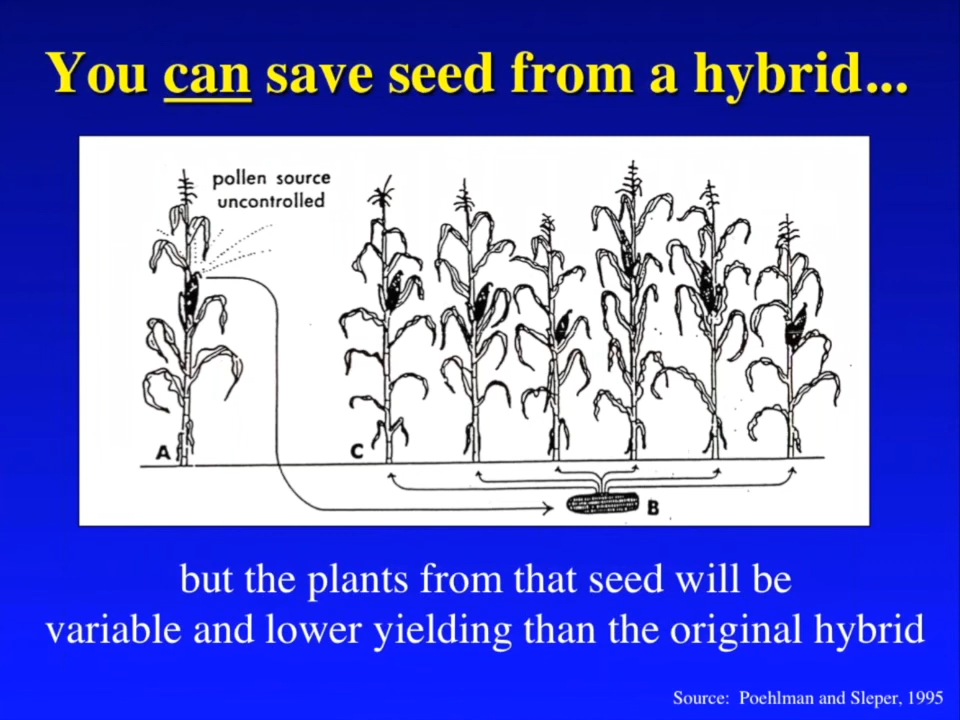 You can save seed from a hybrid...
pollen source
uncontrolled
A
C
B
but the plants from that seed will be
variable and lower yielding than the original hybrid
Source: Poehlman and Sleper, 1995